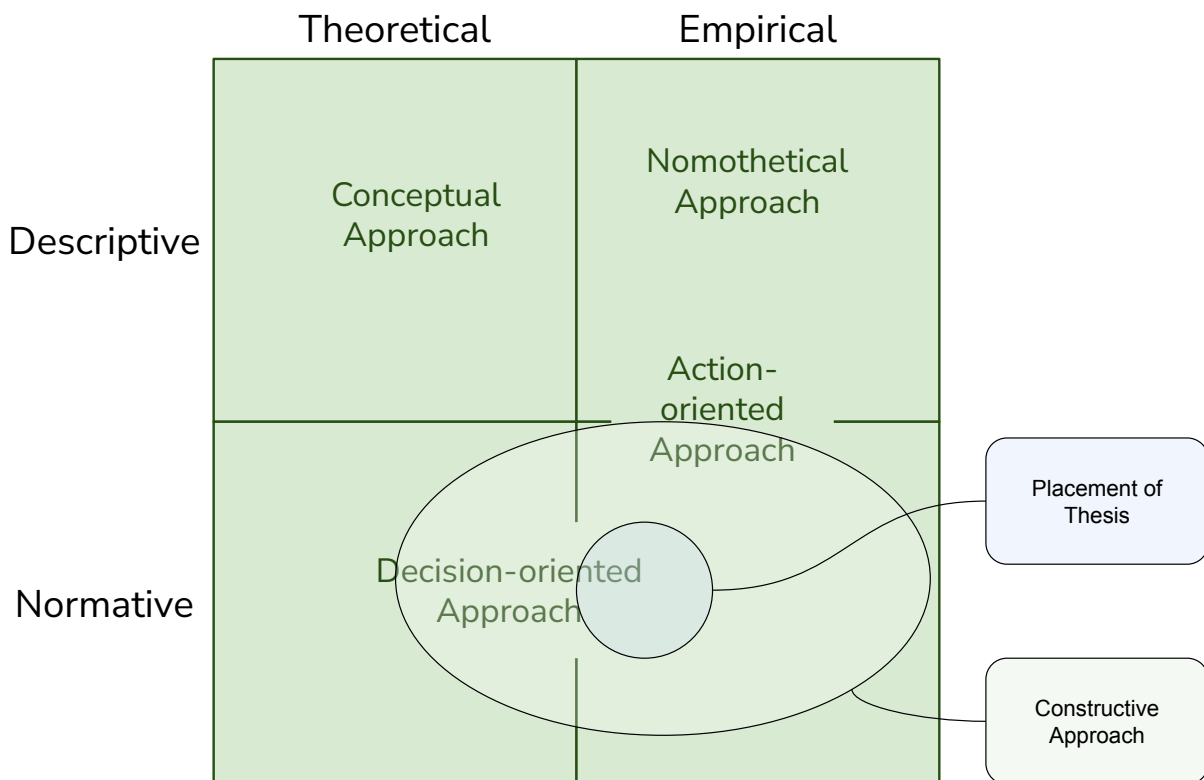 Theoretical
Empirical
Nomothetical
Approach
Conceptual
Approach
Descriptive
Action-
oriented
Approach
Placement of
Thesis
Decision-oriented
Approach
Normative
Constructive
Approach